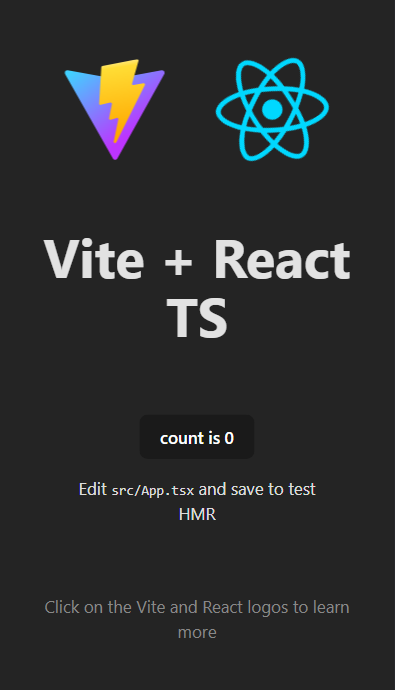 Vite + React
TS
count is 0
Edit src/App.tsx and save to test
HMR
Click on the Vite and React logos to learn
more